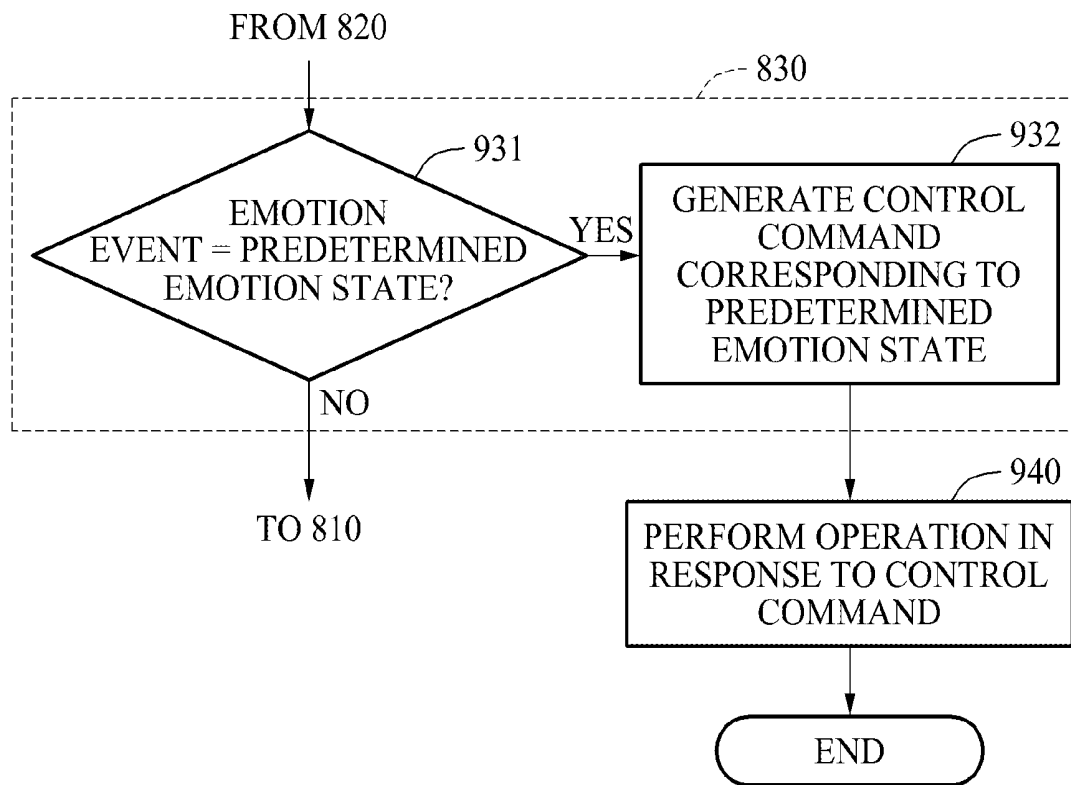 FROM 820
830
931
932
EMOTION
EVENT = PREDETERMINED
EMOTION STATE?
YES
GENERATE CONTROL
COMMAND
CORRESPONDING TO
PREDETERMINED
EMOTION STATE
NO
TO 810
940
PERFORM OPERATION IN
RESPONSE TO CONTROL
COMMAND
END